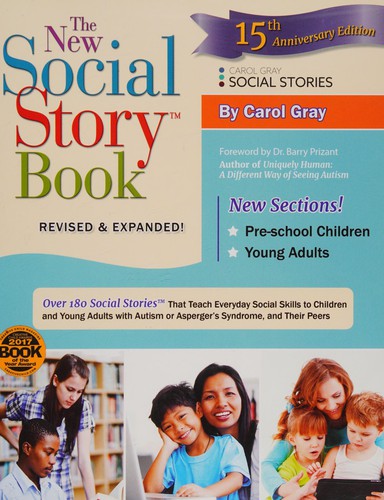 The New
Social
Story™
Book
REVISED & EXPANDED!
15th
Anniversary Edition
CAROL GRAY
SOCIAL STORIES
By Carol Gray
Foreword by Dr. Barry Prizant
Author of Uniquely Human:
A Different Way of Seeing Autism
New Sections!
Pre-school Children
Young Adults
Over 180 Social Stories™ That Teach Everyday Social Skills to Children
and Young Adults with Autism or Asperger's Syndrome, and Their Peers
2017
BOOK
of the
Year Award